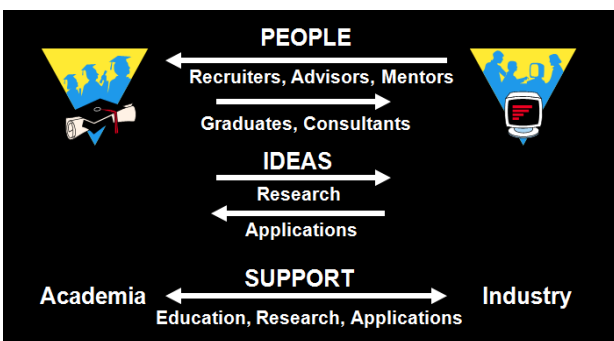 PEOPLE
Recruiters, Advisors, Mentors
Graduates, Consultants
IDEAS
Research
Applications
SUPPORT
Academia
Industry
Education, Research, Applications